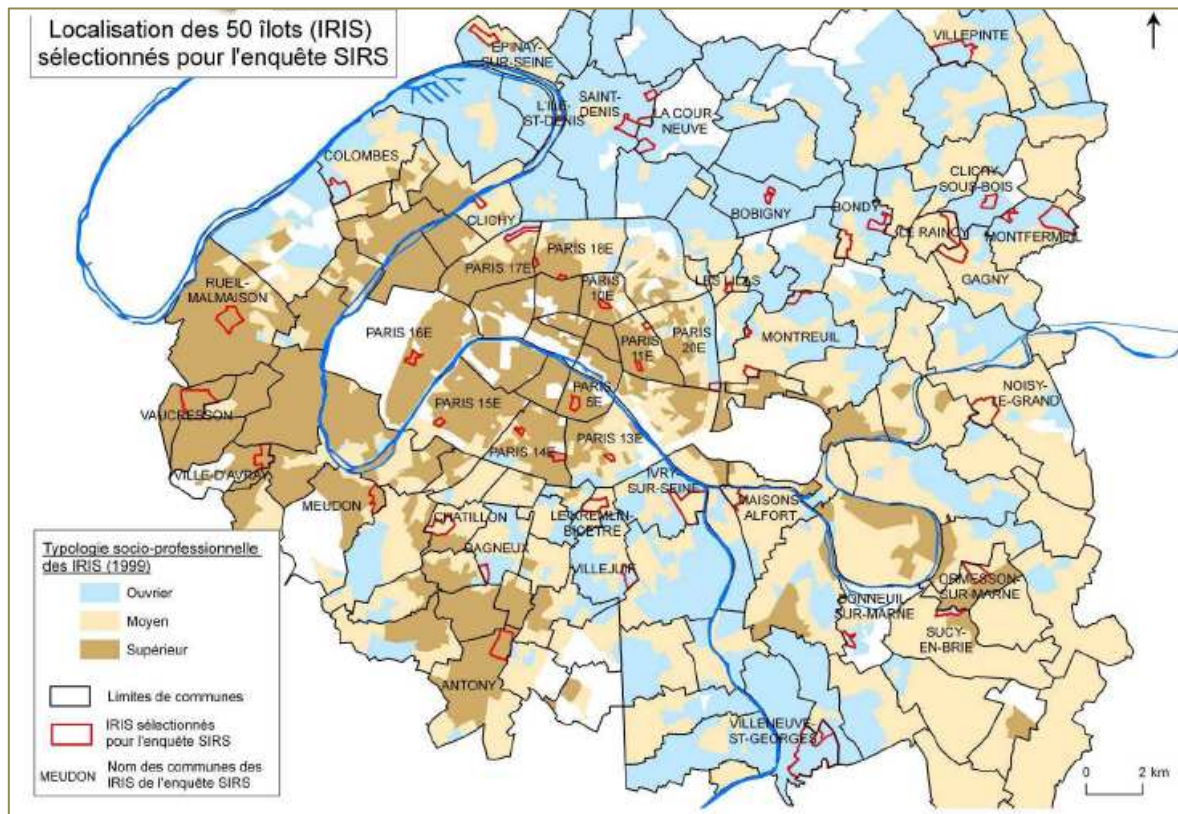 Localisation des 50 îlots (IRIS)
sélectionnés pour l'enquête SIRS
EPINAY-
SUR-SEINE
VILLEPINTE
L'ILE-
ST-DENIS
SAINT-
DENIS
LA COUR
NEUVE
COLOMBES
CLICHY
SOUS-BOIS
CLICHY
BOBIGNY
BONDY
LE RAINCY
MONTFERMEIL
PARIS 18E
PARIS 17E
GAGNY
RUEIL-
MALMAISON
PARIS
10E
LES LILAS
PARIS 16E
PARIS
11E
PARIS
20E
MONTREUIL
VAUCRESSON
PARIS 15E
PARIS
5E
NOISY-
LE-GRAND
PARIS 14E
PARIS 13E
VILLE-D'AVRAY
IVRY-
SUR-SEINE
MEUDON
MAISONS-
ALFORT
CHATILLON
LE KREMLIN-
BICETRE
BAGNEUX
VILLEJUIF
ORMESSON-
SUR-MARNE
BONNEUIL
SUR-MARNE
SUCY-
EN-BRIE
ANTONY
VILLENEUVE-
ST-GEORGES
Typologie socio-professionnelle
des IRIS (1999)
Ouvrier
Moyen
Supérieur
Limites de communes
IRIS sélectionnés
pour l'enquête SIRS
MEUDON Nom des communes des
IRIS de l'enquête SIRS
0 2 km